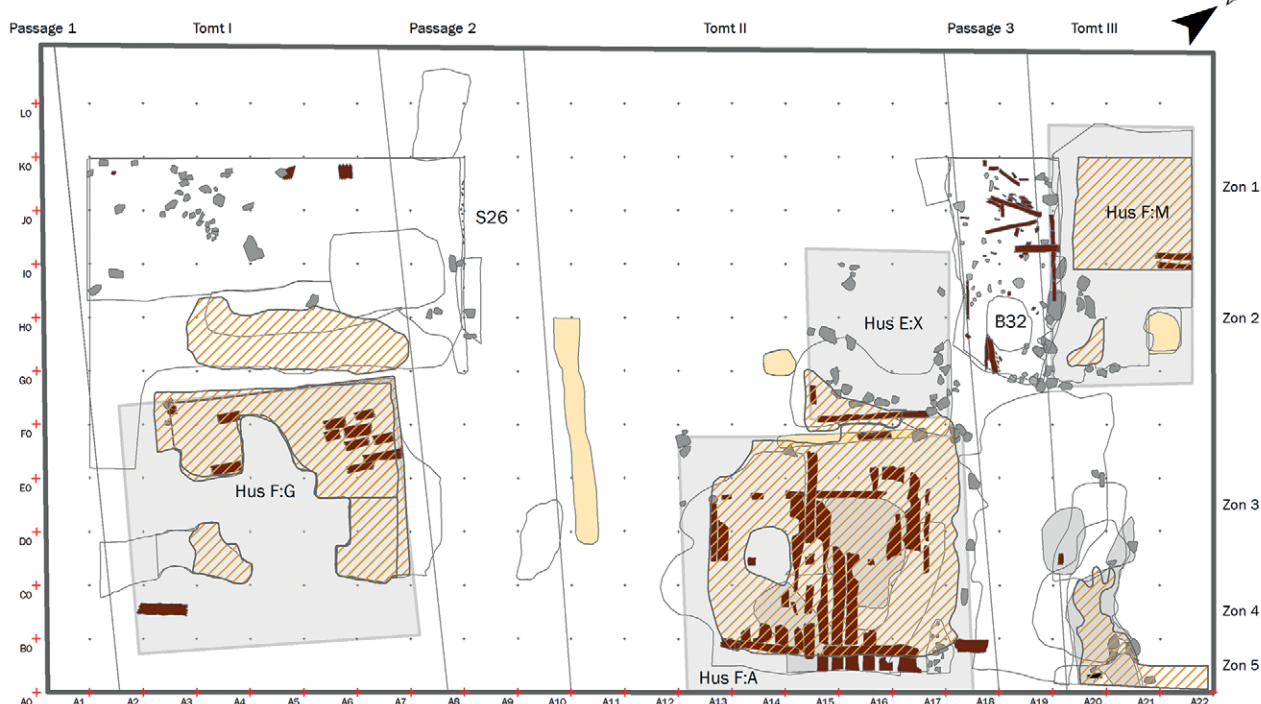 Passage 1 Tomt I Passage 2 Tomt II Passage 3 Tomt III
L0
K0
Zon 1
Hus F:M
J0
S26
I0
H0
Hus E:X
B32
Zon 2
G0
F0
Hus F:G
E0
Zon 3
D0
C0
Zon 4
B0
Zon 5
Hus F:A
A0 A1 A2 A3 A4 A5 A6 A7 A8 A9 A10 A11 A12 A13 A14 A15 A16 A17 A18 A19 A20 A21 A22